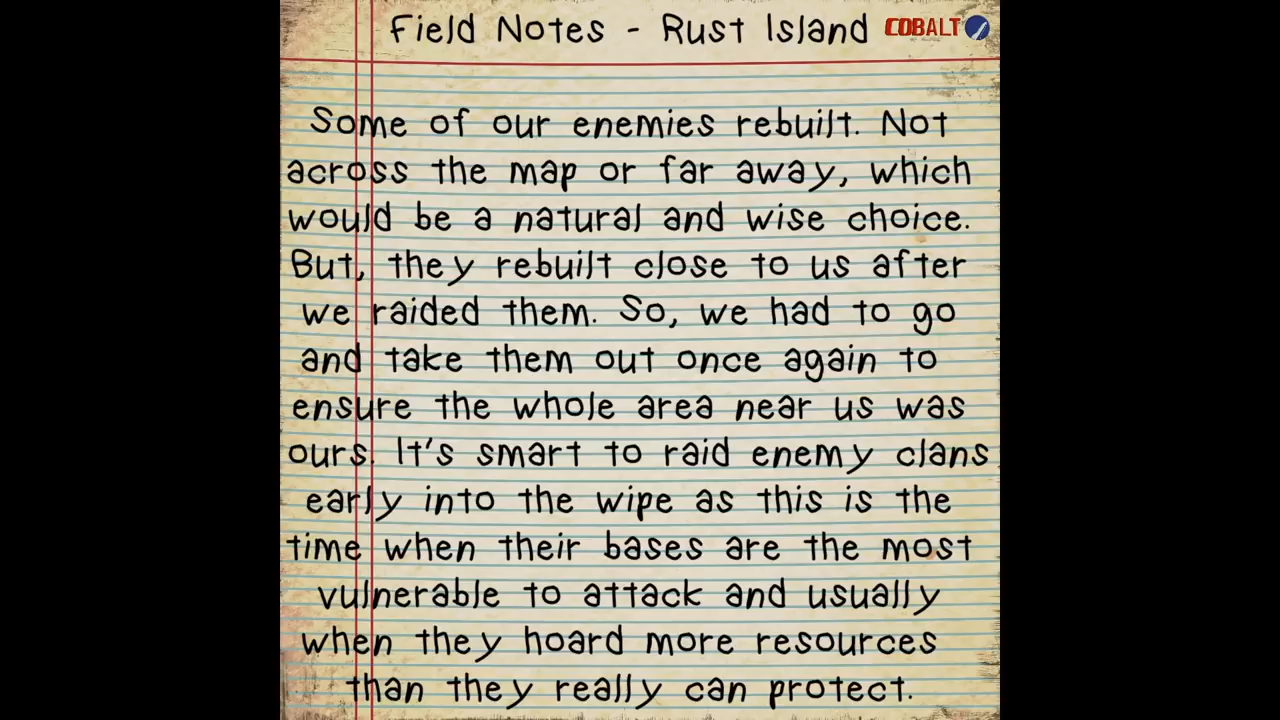 Field Notes - Rust Island COBALT
Some of our enemies rebuilt. Not
across the map or far away, which
would be a natural and wise choice.
But, they rebuilt close to us after
we raided them. So, we had to go
and take them out once again to
ensure the whole area near us was
ours. It's smart to raid enemy clans
early into the wipe as this is the
time when their bases are the most
vulnerable to attack and usually
when they hoard more resources
than they really can protect.